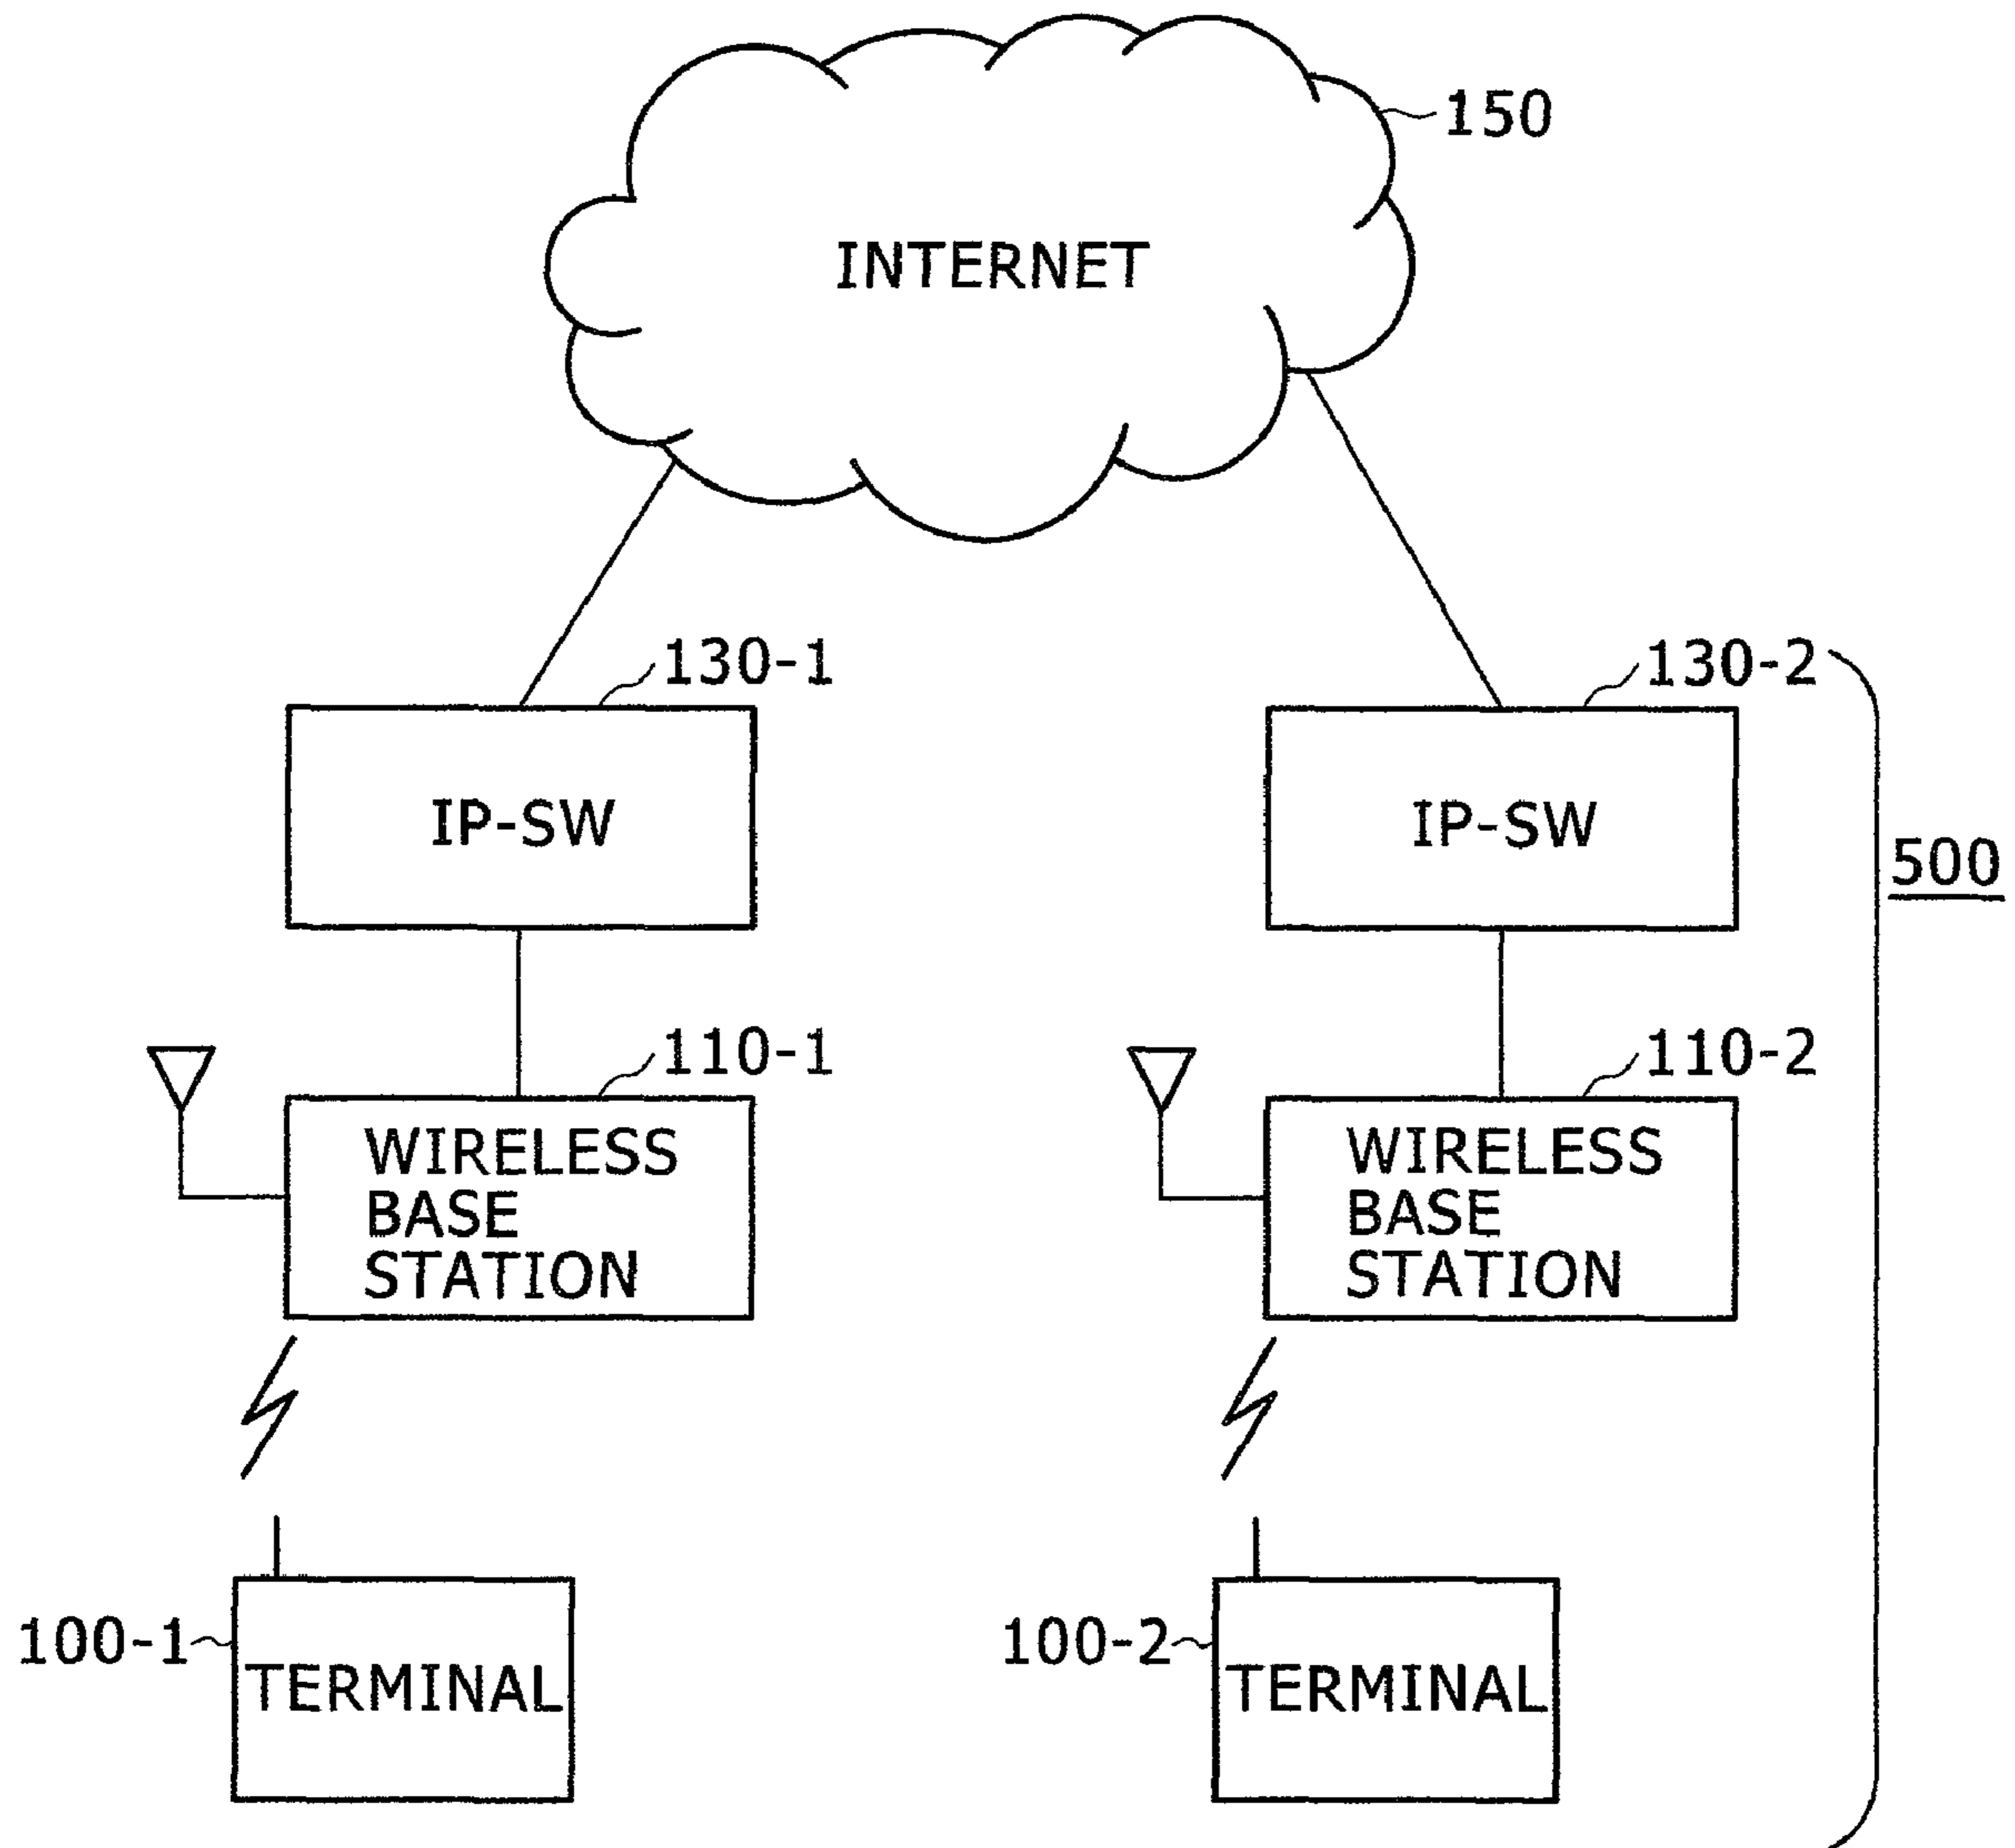 150
INTERNET
130-1
130-2
IP-SW
IP-SW
500
110-1
110-2
WIRELESS
BASE
STATION
WIRELESS
BASE
STATION
100-1
TERMINAL
100-2
TERMINAL